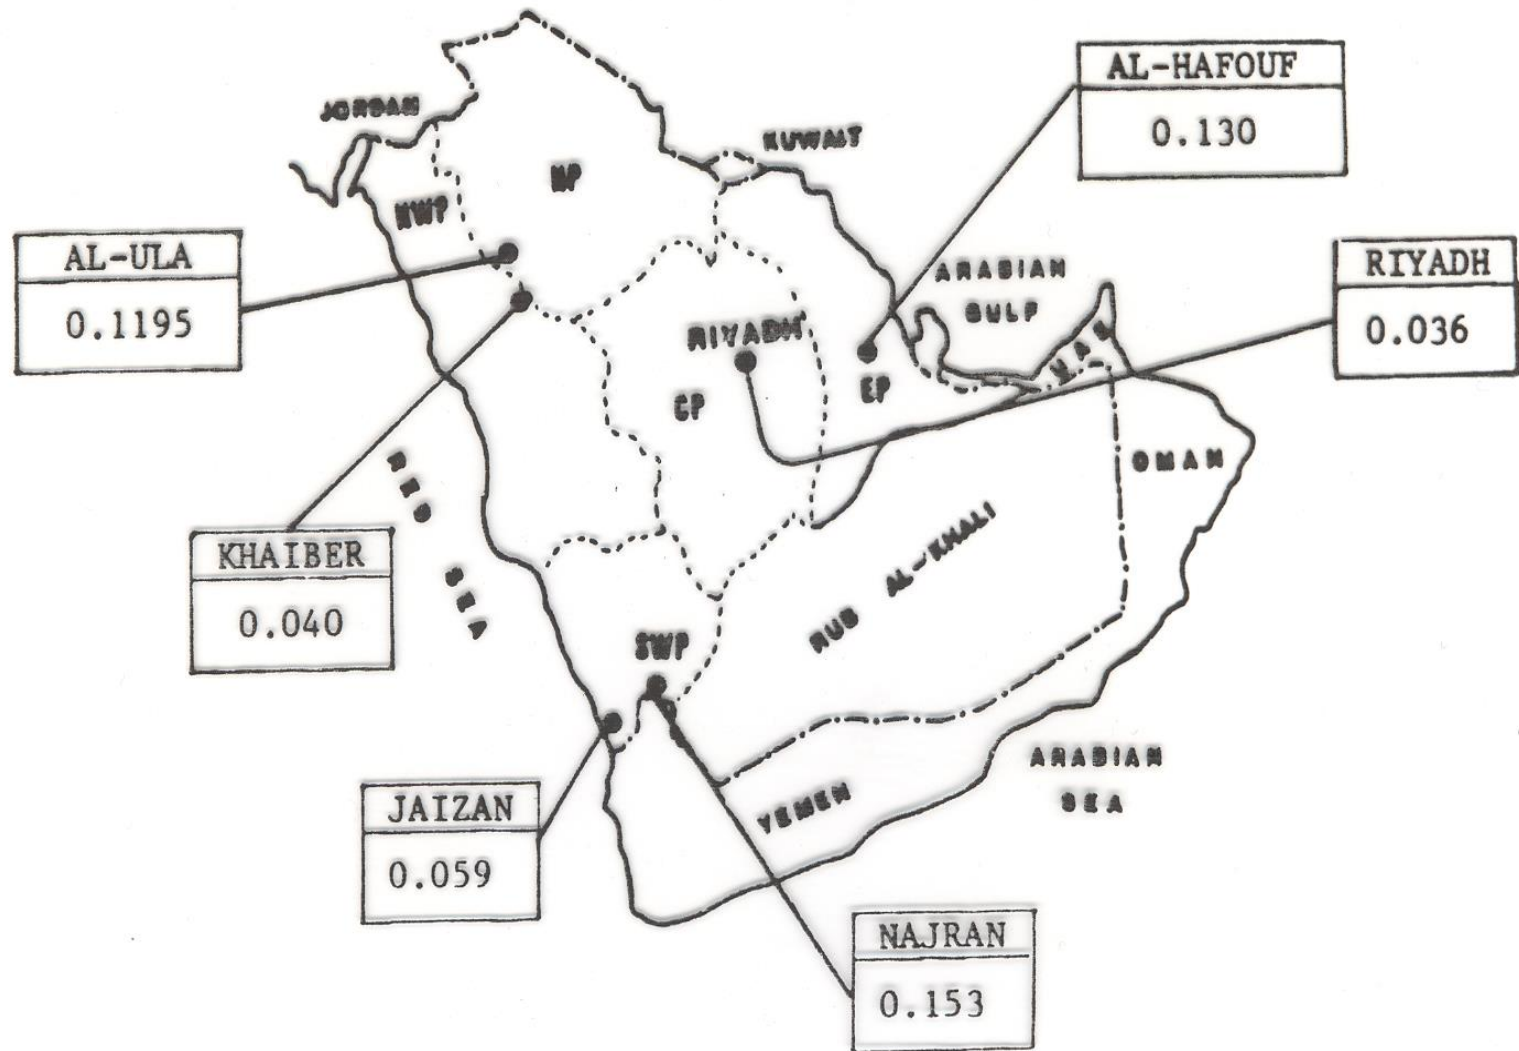 AL-HAFOUF
0.130
JORDAN
KUWAIT
NP
NWP
AL-ULA
0.1195
ARABIAN
GULF
RIYADH
0.036
RIYADH
EP
CP
OMAN
RED SEA
KHAIBER
0.040
RUB AL-KHALI
SWP
JAIZAN
0.059
YEMEN
ARABIAN
SEA
NAJRAN
0.153